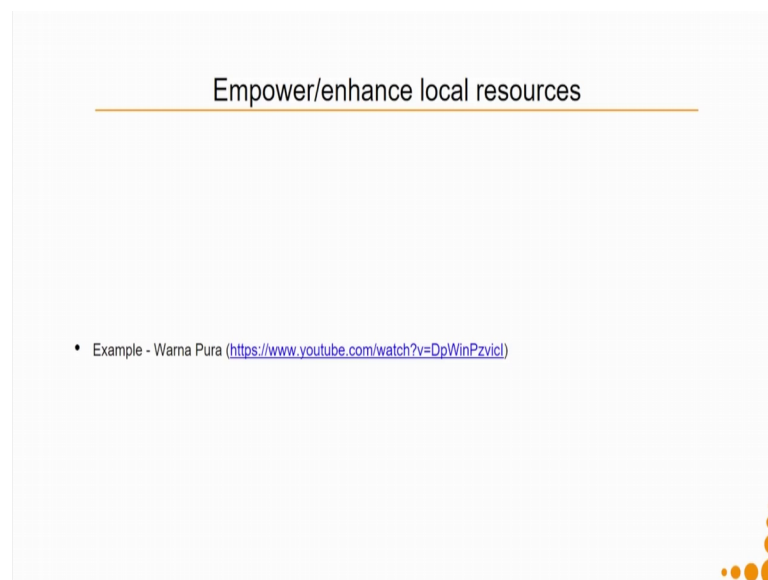 Empower/enhance local resources
• Example - Warna Pura (https://www.youtube.com/watch?v=DpWinPzvicI)